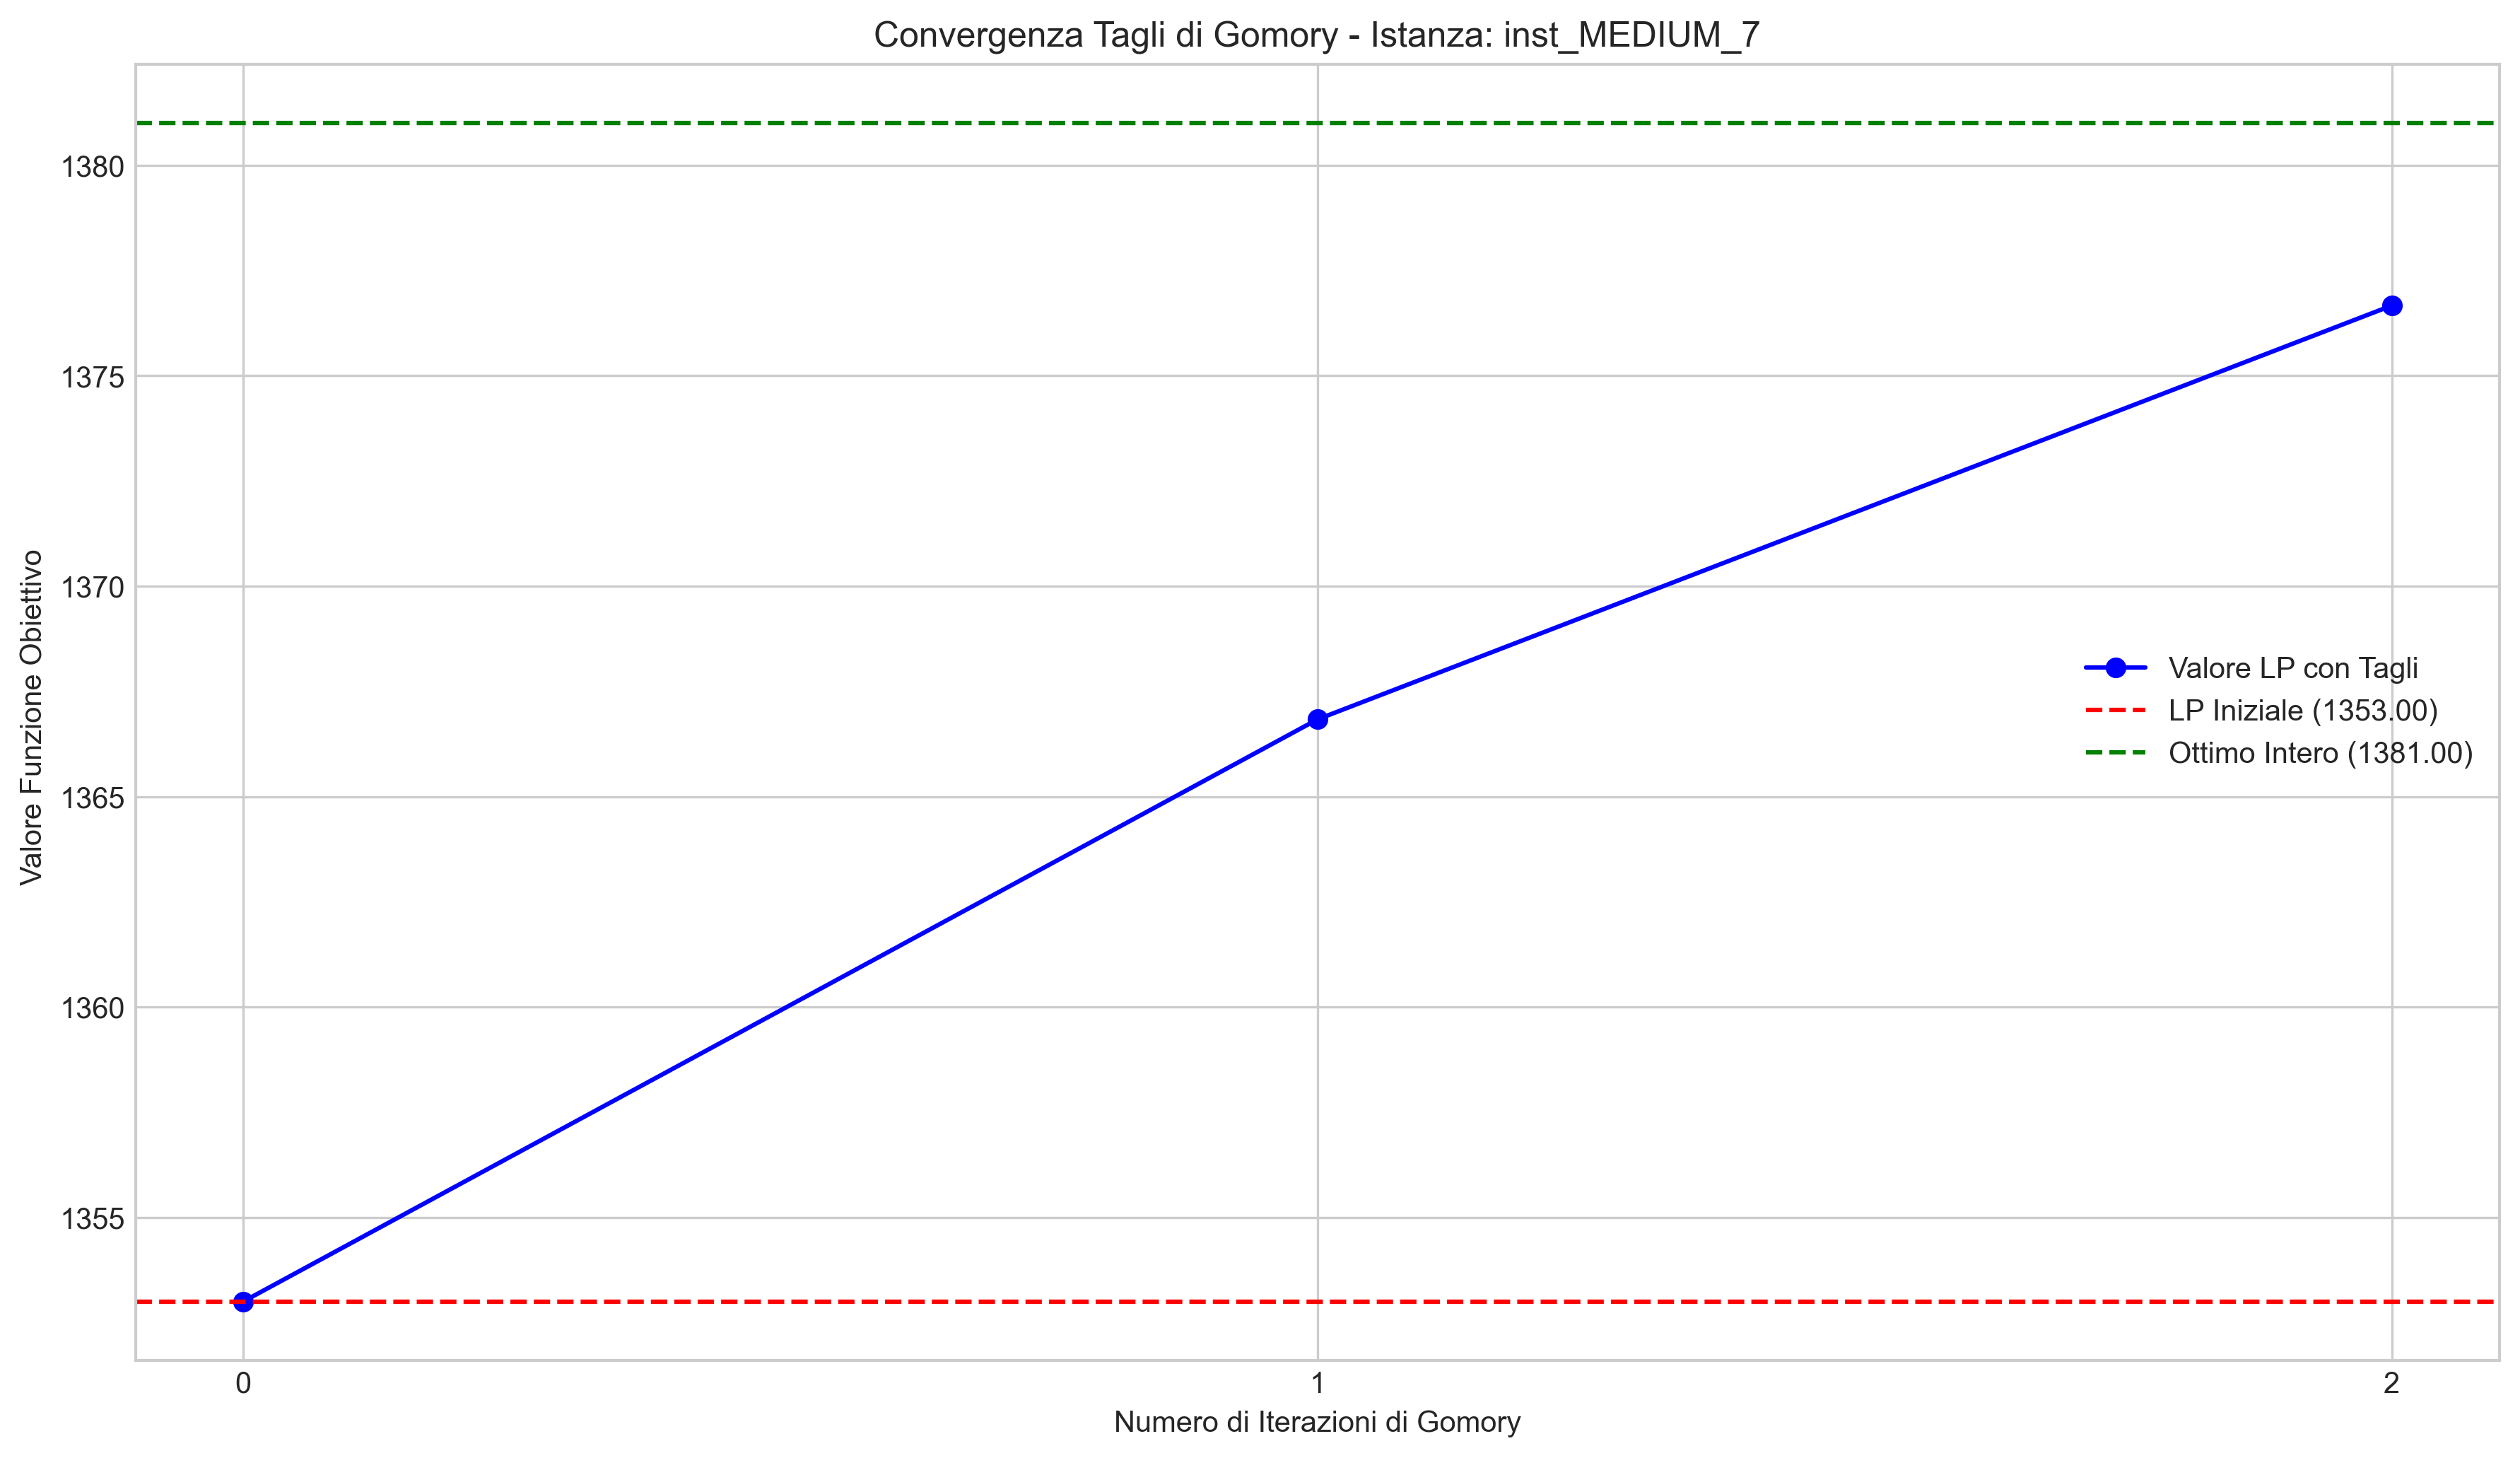 Convergenza Tagli di Gomory - Istanza: inst_MEDIUM_7
Valore Funzione Obiettivo
1380
1375
1370
1365
1360
1355
Valore LP con Tagli
LP Iniziale (1353.00)
Ottimo Intero (1381.00)
0
1
2
Numero di Iterazioni di Gomory